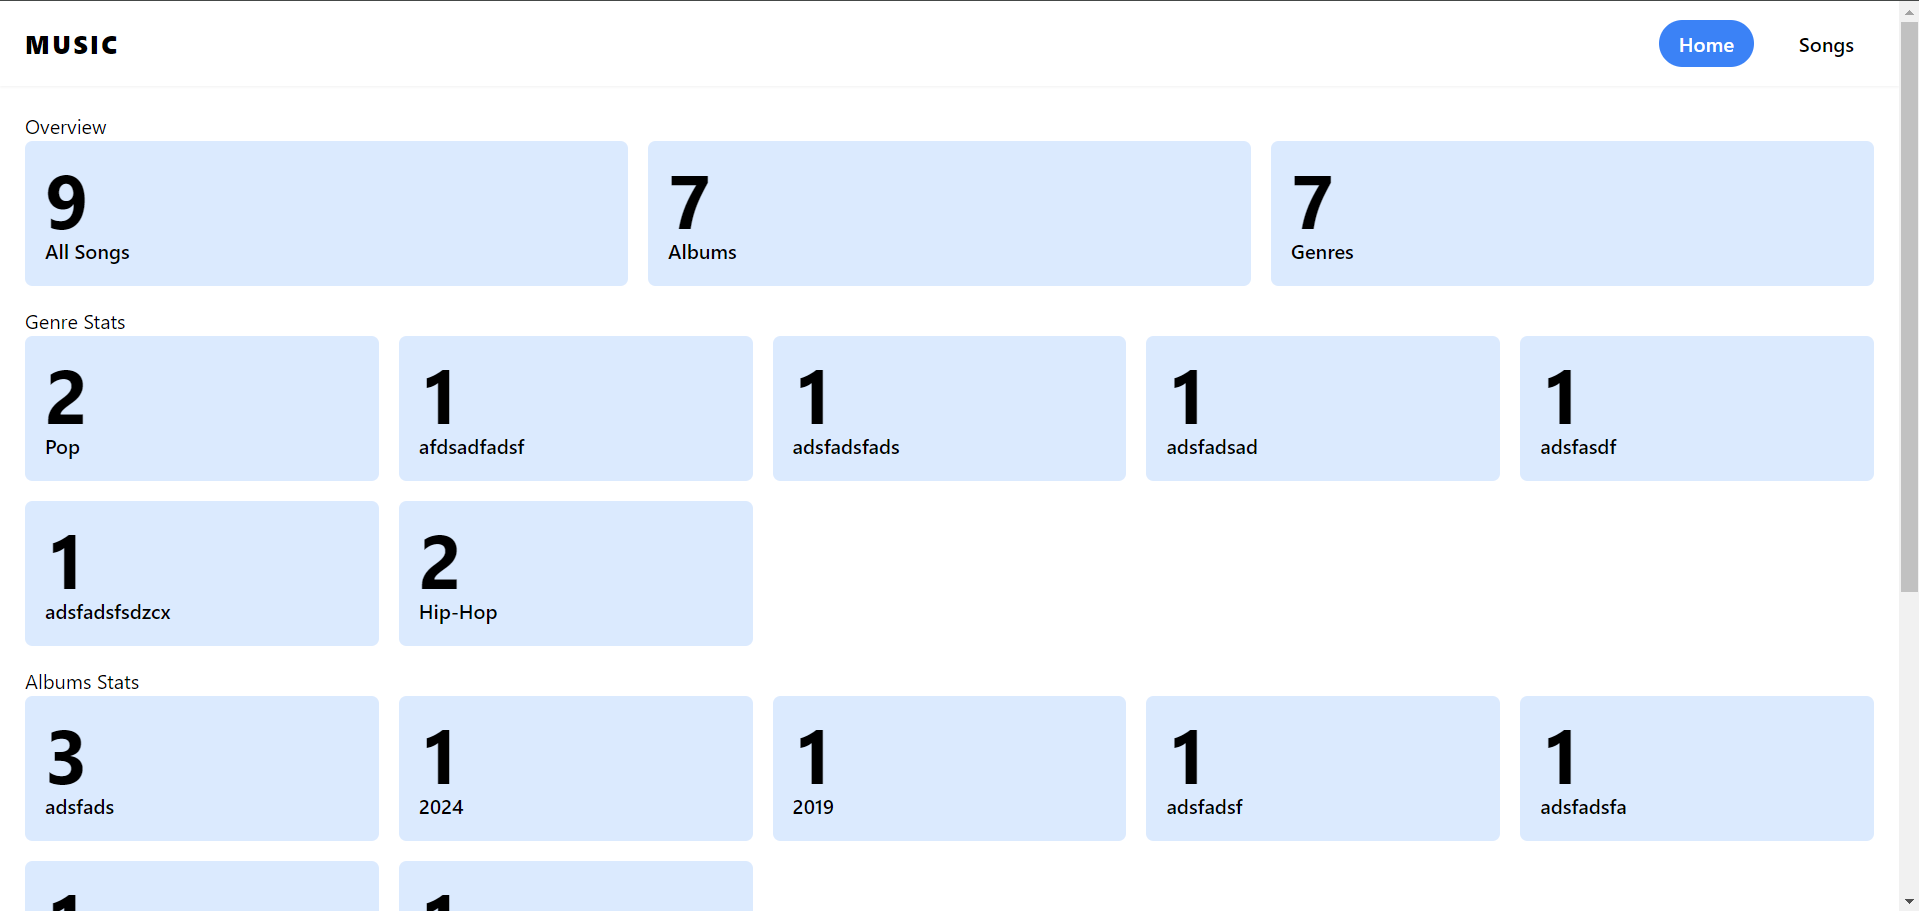 MUSIC
Home
Songs
Overview
9
All Songs
7
Albums
7
Genres
Genre Stats
2
Pop
1
afdsadfadsf
1
adsfadsfads
1
adsfadsad
1
adsfasdf
1
adsfadsfsdzcx
2
Hip-Hop
Albums Stats
3
adsfads
1
2024
1
2019
1
adsfadsf
1
adsfadsfa
1
1